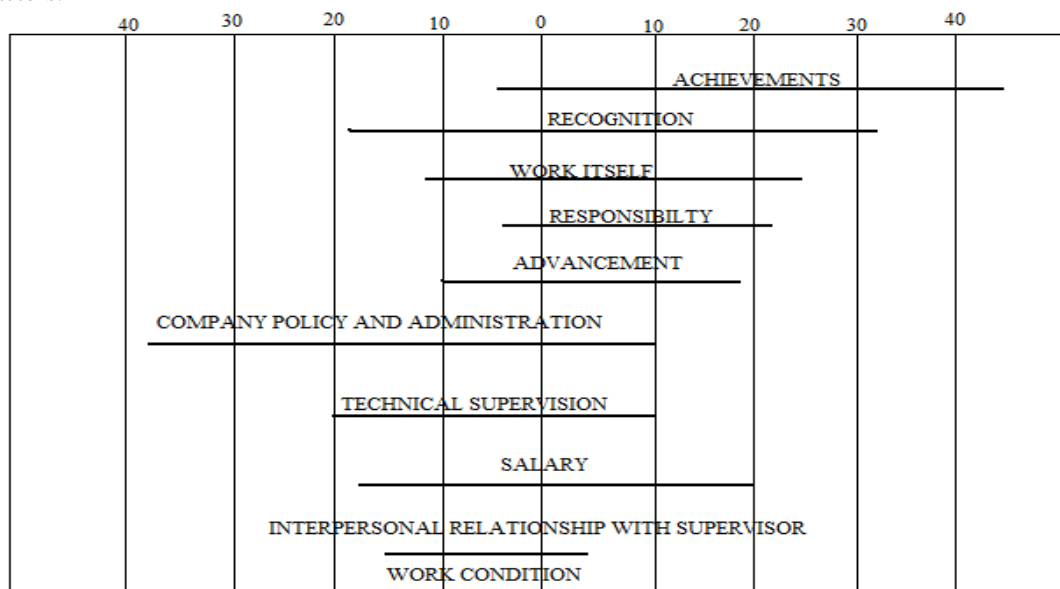 40 30 20 10 0 10 20 30 40
ACHIEVEMENTS
RECOGNITION
WORK ITSELF
RESPONSIBILTY
ADVANCEMENT
COMPANY POLICY AND ADMINISTRATION
TECHNICAL SUPERVISION
SALARY
INTERPERSONAL RELATIONSHIP WITH SUPERVISOR
WORK CONDITION